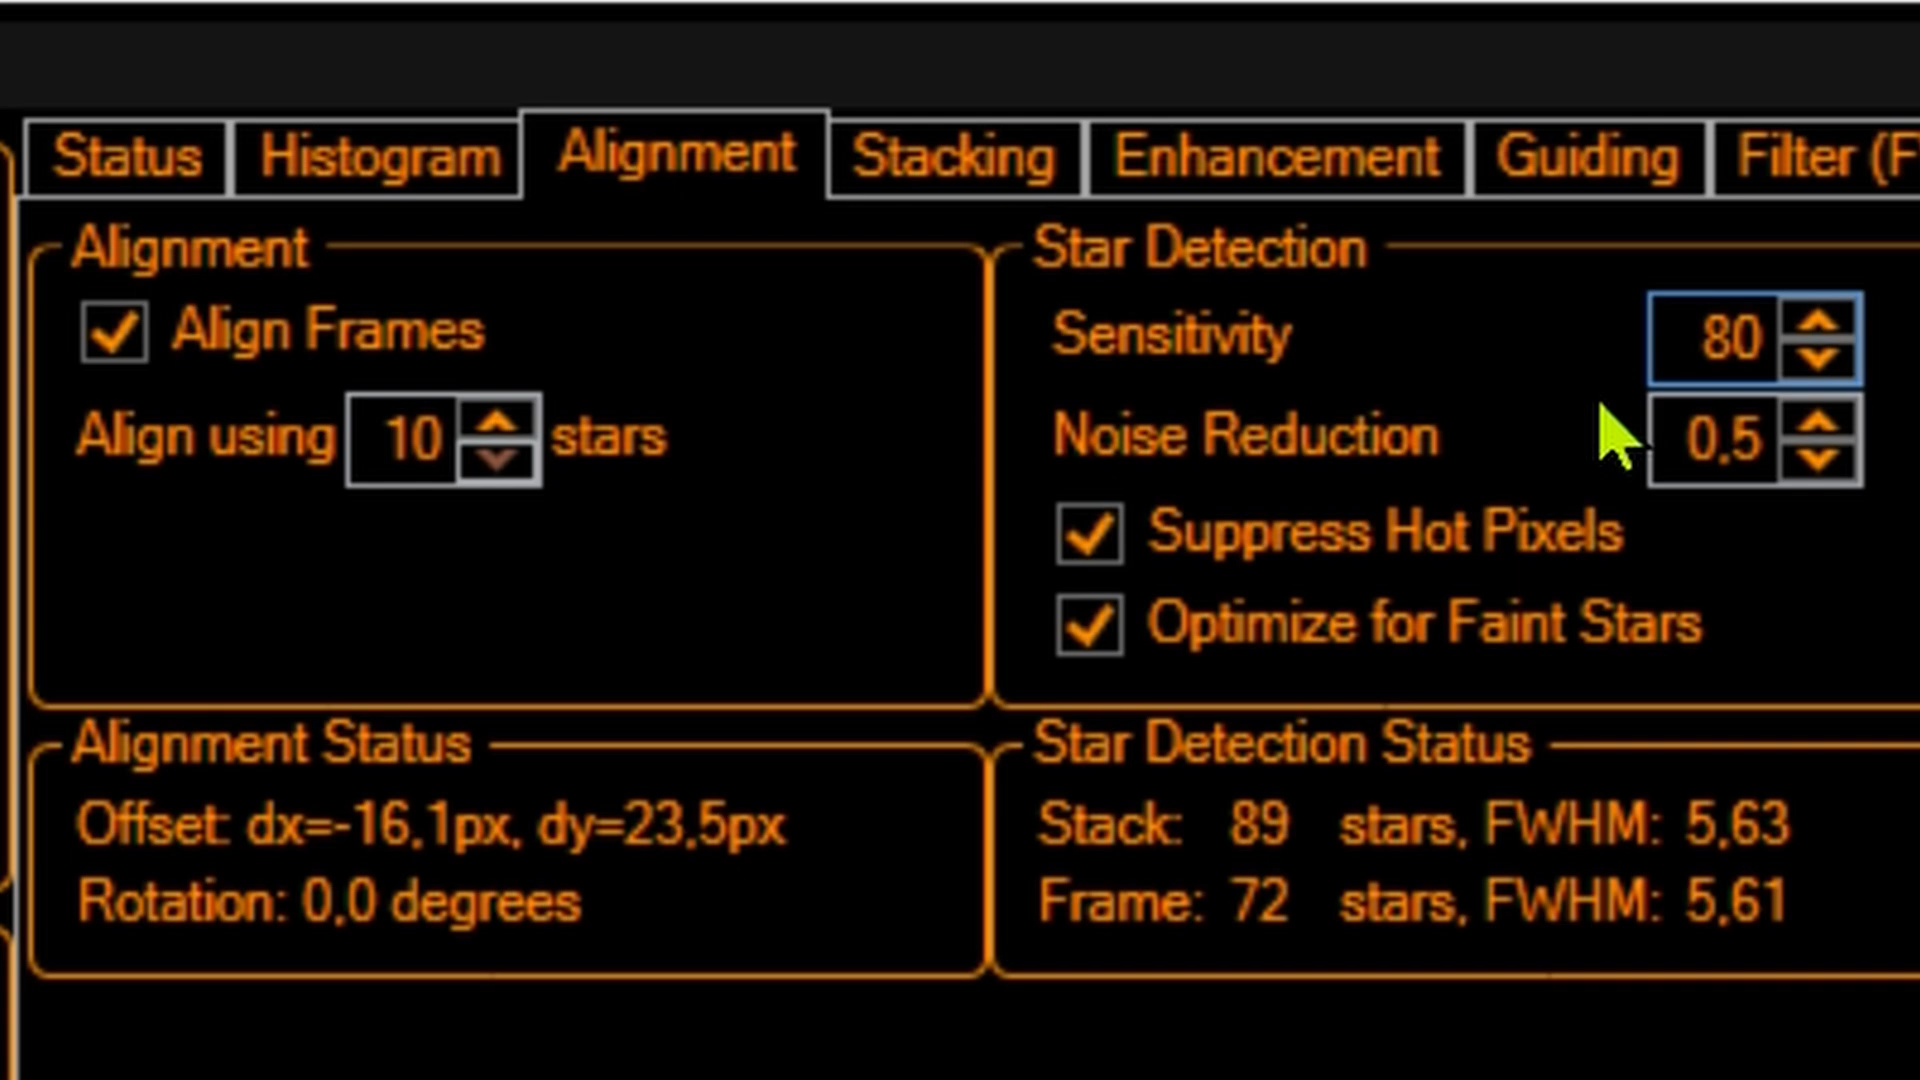 Status Histogram Alignment Stacking Enhancement Guiding Filter (F
Alignment
Align Frames
Align using 10 stars
Star Detection
Sensitivity 80
Noise Reduction 0,5
Suppress Hot Pixels
Optimize for Faint Stars
Alignment Status
Offset: dx=-16,1px, dy=23,5px
Rotation: 0,0 degrees
Star Detection Status
Stack: 89 stars, FWHM: 5,63
Frame: 72 stars, FWHM: 5,61